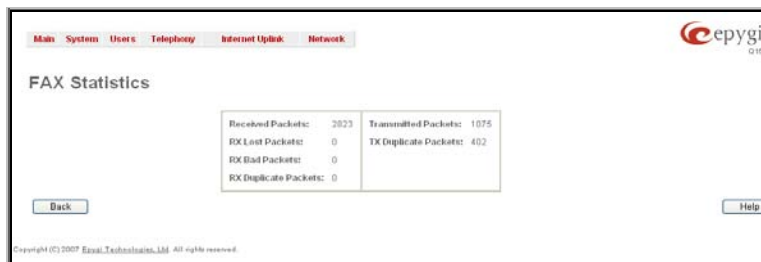 Main System Users Telephony Internet Uplink Network
epygi
FAX Statistics
Received Packets: 2823 Transmitted Packets: 1075
RX Lost Packets: 0 TX Duplicate Packets: 402
RX Bad Packets: 0
RX Duplicate Packets: 0
Back Help
Copyright (C) 2007 Epygi Technologies, Ltd. All rights reserved.